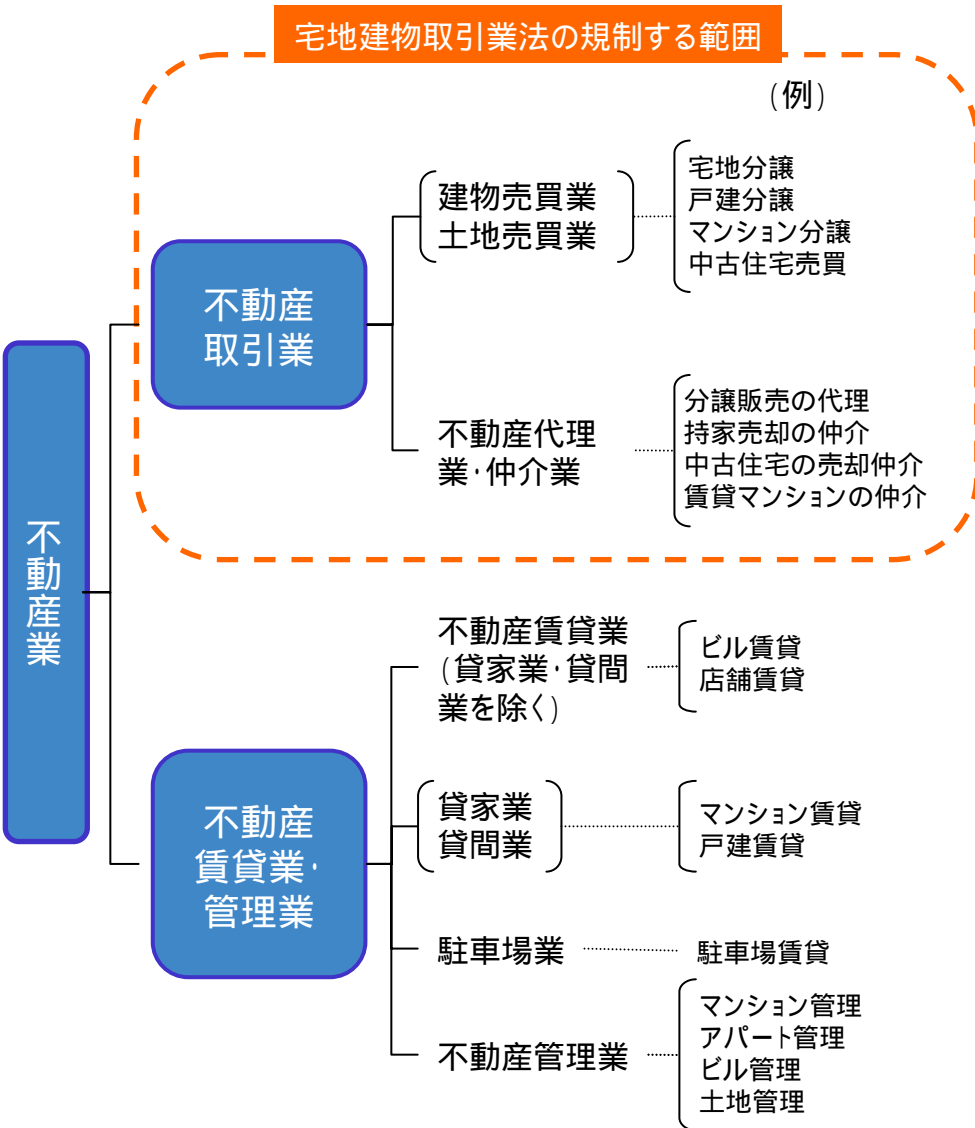 宅地建物取引業法の規制する範囲
(例)
不動産業
不動産
取引業
建物売買業
土地売買業
宅地分譲
戸建分譲
マンション分譲
中古住宅売買
不動産代理
業・仲介業
分譲販売の代理
持家売却の仲介
中古住宅の売却仲介
賃貸マンションの仲介
不動産
賃貸業・
管理業
不動産賃貸業
(貸家業・貸間
業を除く)
ビル賃貸
店舗賃貸
貸家業
貸間業
マンション賃貸
戸建賃貸
駐車場業
駐車場賃貸
不動産管理業
マンション管理
アパート管理
ビル管理
土地管理